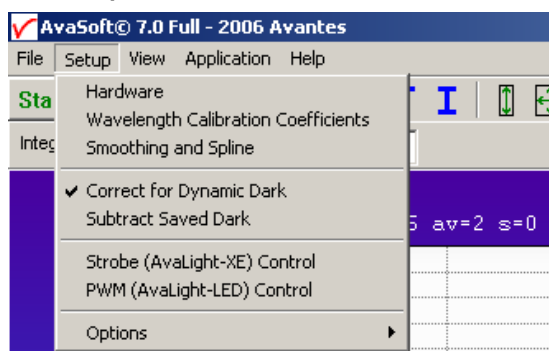 AvaSoft© 7.0 Full - 2006 Avantes
File Setup View Application Help
Sta
Hardware
Wavelength Calibration Coefficients
Integ
Smoothing and Spline
Correct for Dynamic Dark
Subtract Saved Dark
5 av=2 s=0
Strobe (AvaLight-XE) Control
PWM (AvaLight-LED) Control
Options